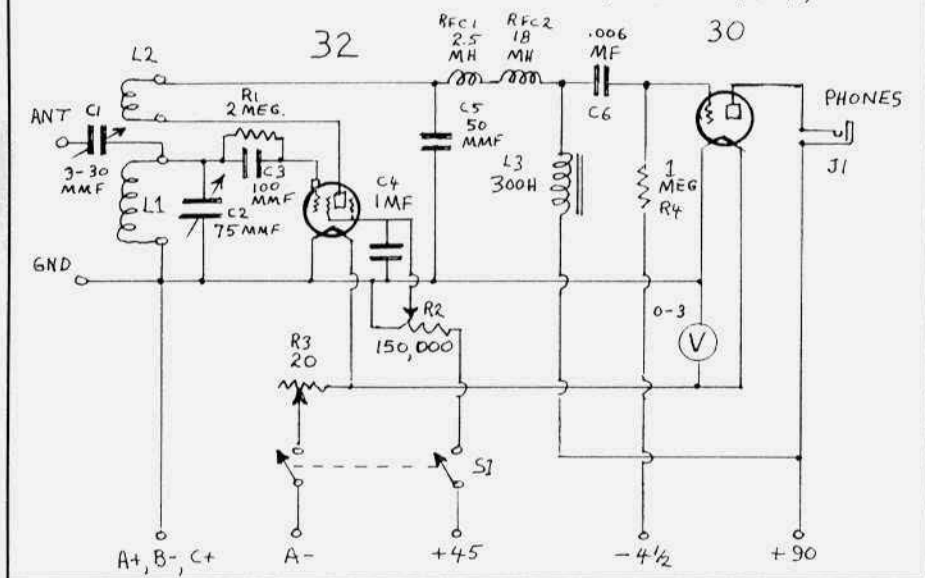 32
30
L2
RFC1
2.5
MH
RFC2
18
MH
.006
MF
C6
R1
2 MEG.
ANT
C1
3-30
MMF
L1
C2
75MMF
C3
100
MMF
C4
1MF
C5
50
MMF
L3
300H
1
MEG
R4
PHONES
J1
GND
R2
150,000
0-3
V
R3
20
S1
A+, B-, C+
A-
+45
-4½
+90